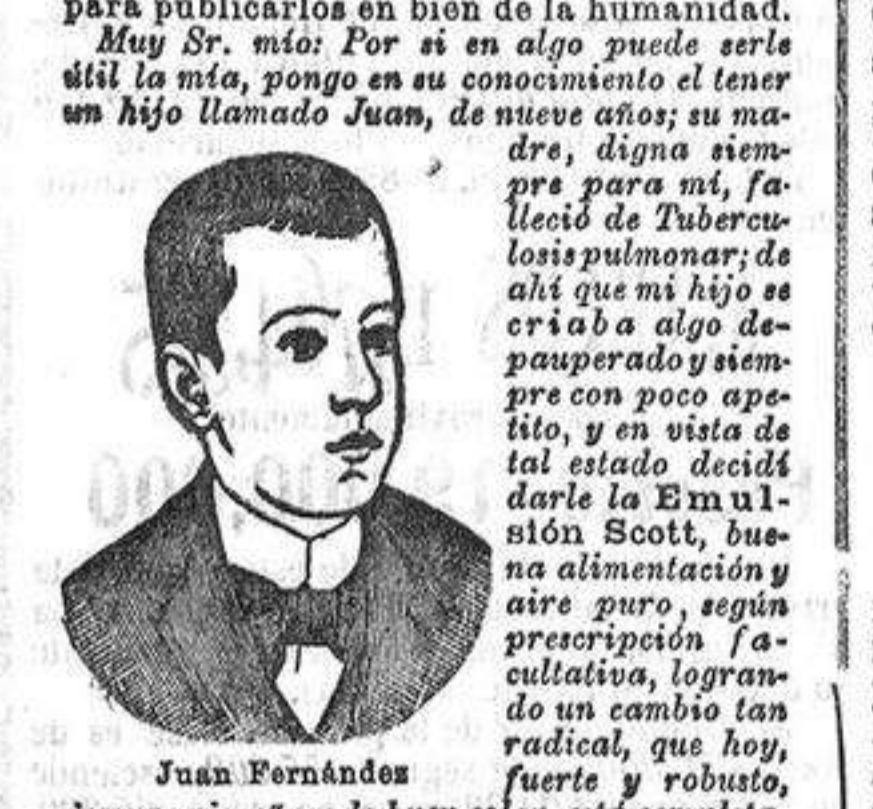 para publicarlos en bien de la humanidad.
Muy Sr. mío: Por si en algo puede serle
útil la mía, pongo en su conocimiento el tener
un hijo llamado Juan, de nueve años; su ma-
dre, digna siem-
pre para mí, fa-
lleció de Tubercu-
losis pulmonar; de
ahí que mi hijo se
criaba algo de-
pauperado y siem-
pre con poco ape-
tito, y en vista de
tal estado decidí
darle la Emul-
sión Scott, bue-
na alimentación y
aire puro, según
prescripción fa-
cultativa, logran-
do un cambio tan
radical, que hoy,
fuerte y robusto,
Juan Fernández